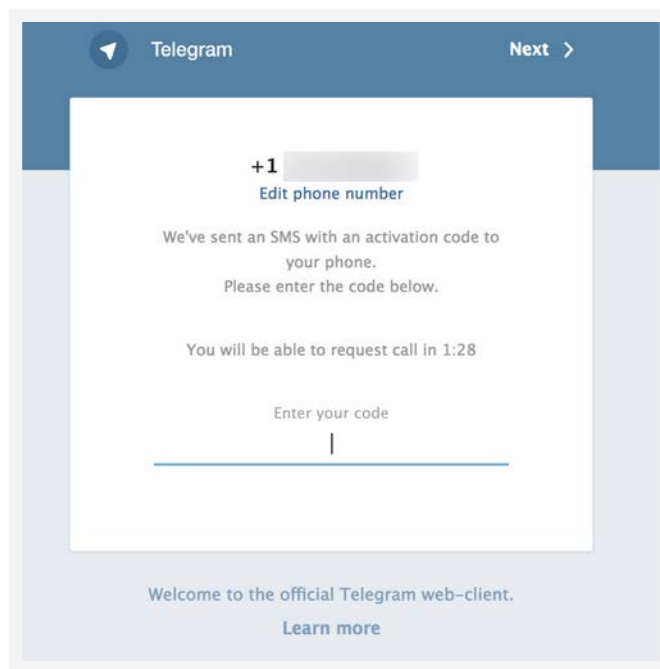 Telegram
Next >
+1
Edit phone number
We've sent an SMS with an activation code to
your phone.
Please enter the code below.
You will be able to request call in 1:28
Enter your code
Welcome to the official Telegram web-client.
Learn more